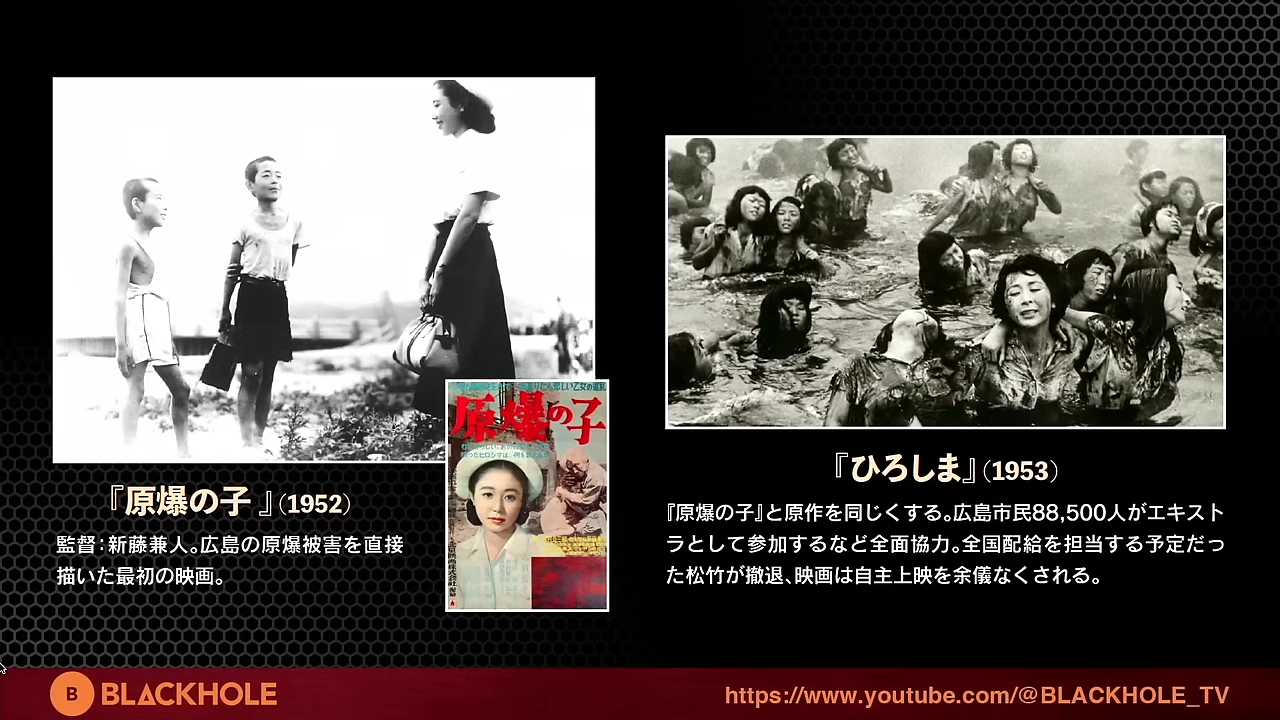 原爆の子
『原爆の子 』(1952)
監督:新藤兼人。広島の原爆被害を直接
描いた最初の映画。
『ひろしま』(1953)
『原爆の子』と原作を同じくする。広島市民88,500人がエキスト
ラとして参加するなど全面協力。全国配給を担当する予定だっ
た松竹が撤退、映画は自主上映を余儀なくされる。
B BLACKHOLE
https://www.youtube.com/@BLACKHOLE_TV